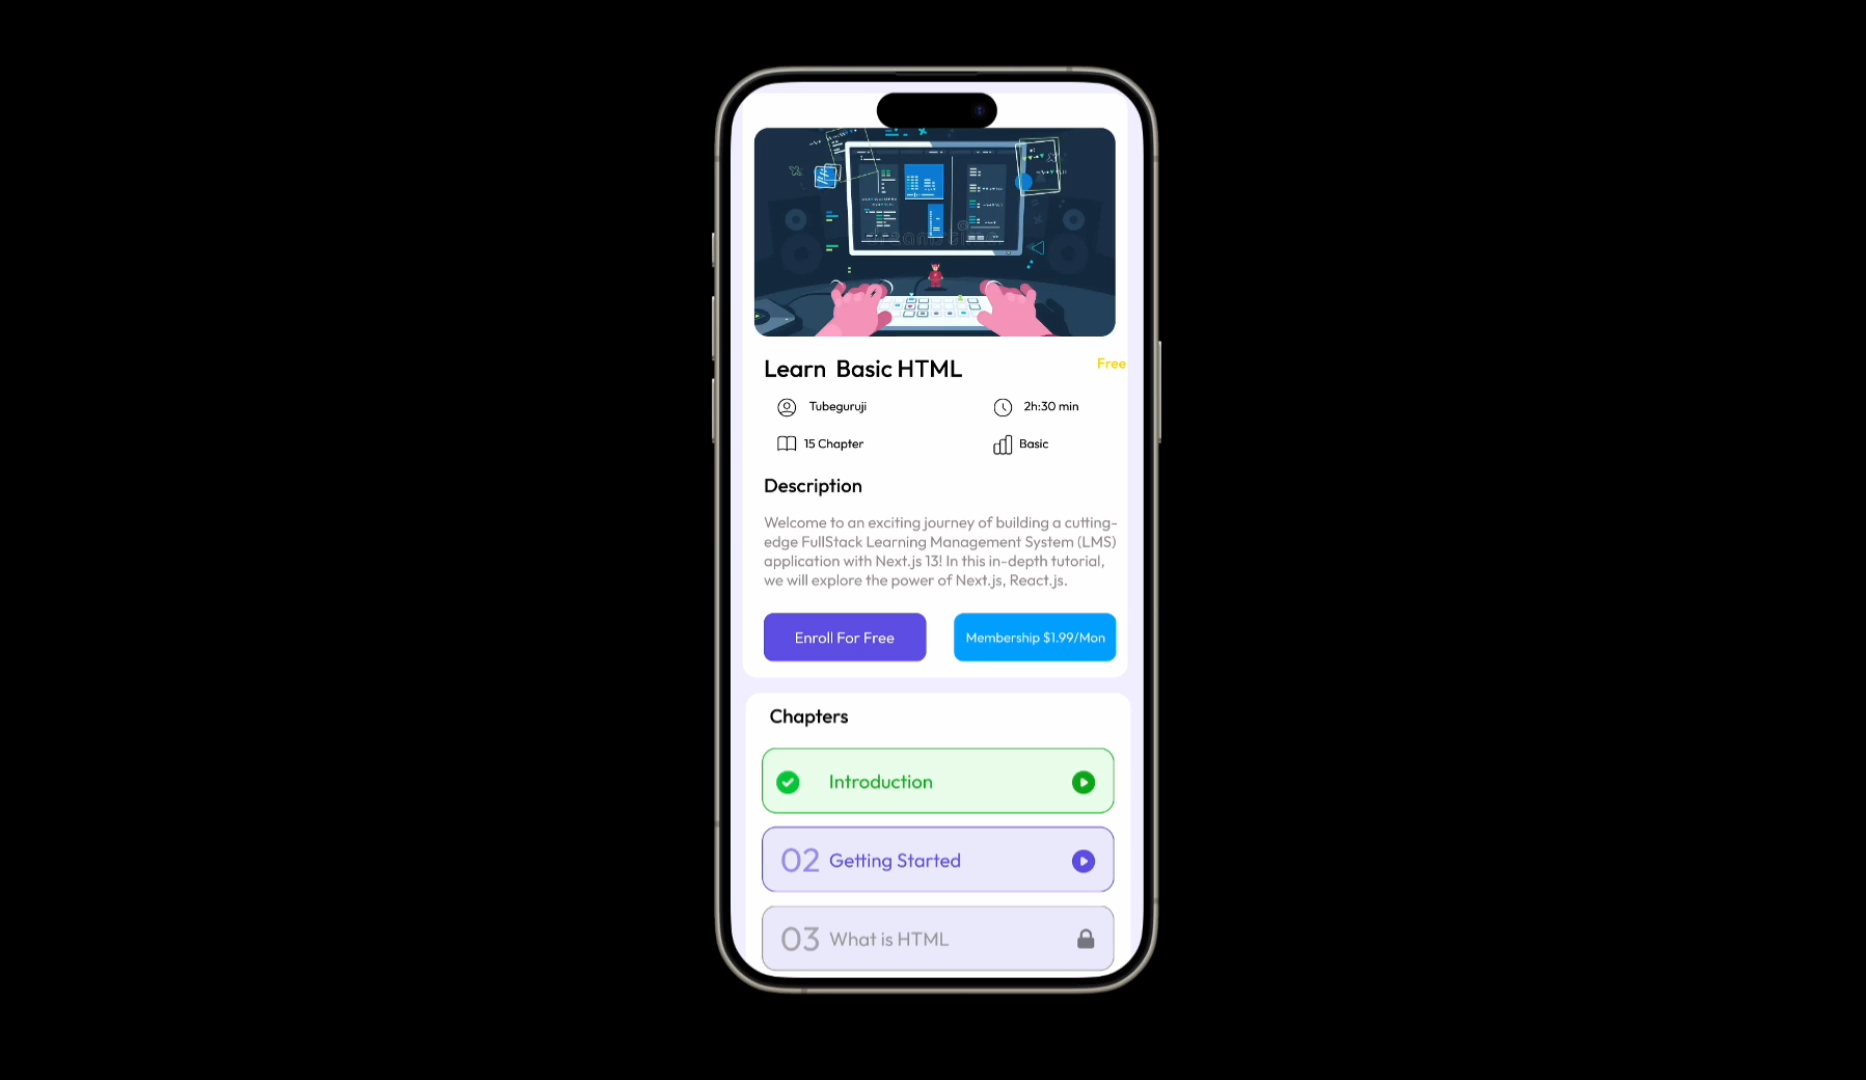 Learn  Basic HTML
Free
Tubeguruji
2h:30 min
15 Chapter
Basic
Description
Welcome to an exciting journey of building a cutting-
edge FullStack Learning Management System (LMS)
application with Next.js 13! In this in-depth tutorial,
we will explore the power of Next.js, React.js.
Enroll For Free
Membership $1.99/Mon
Chapters
Introduction
02 Getting Started
03 What is HTML